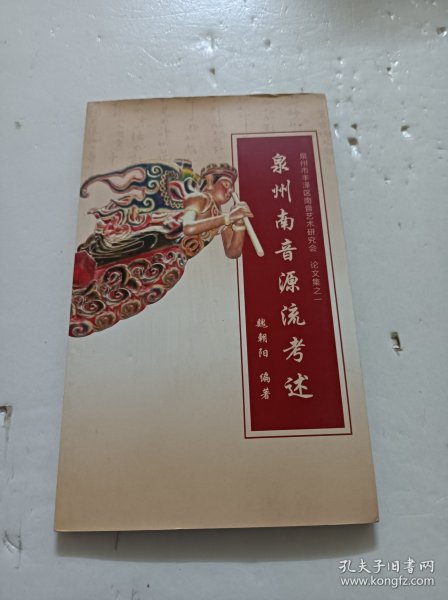 泉州市丰泽区南音艺术研究会 论文集之一
泉州南音源流考述
魏朝阳 编著
孔夫子旧书网
www.kongfz.com